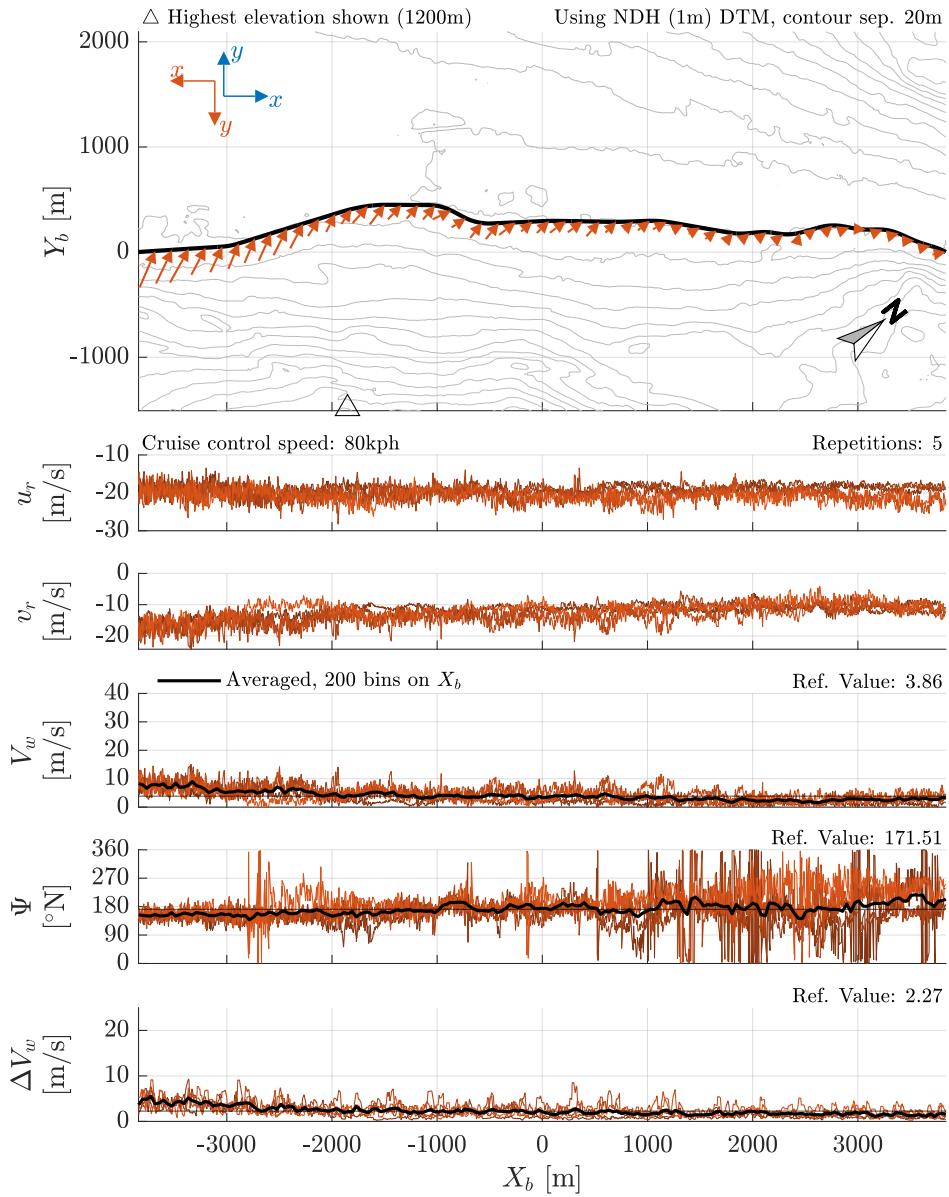 △ Highest elevation shown (1200m) Using NDH (1m) DTM, contour sep. 20m
2000
1000
0
-1000
Y_b [m]
x
y
y
x
N
Cruise control speed: 80kph Repetitions: 5
-10
-20
-30
u_r
[m/s]
0
-10
-20
v_r
[m/s]
Averaged, 200 bins on X_b Ref. Value: 3.86
40
30
20
10
0
V_w
[m/s]
Ref. Value: 171.51
360
270
180
90
0
Ψ
[°N]
Ref. Value: 2.27
20
10
0
ΔV_w
[m/s]
-3000 -2000 -1000 0 1000 2000 3000
X_b [m]